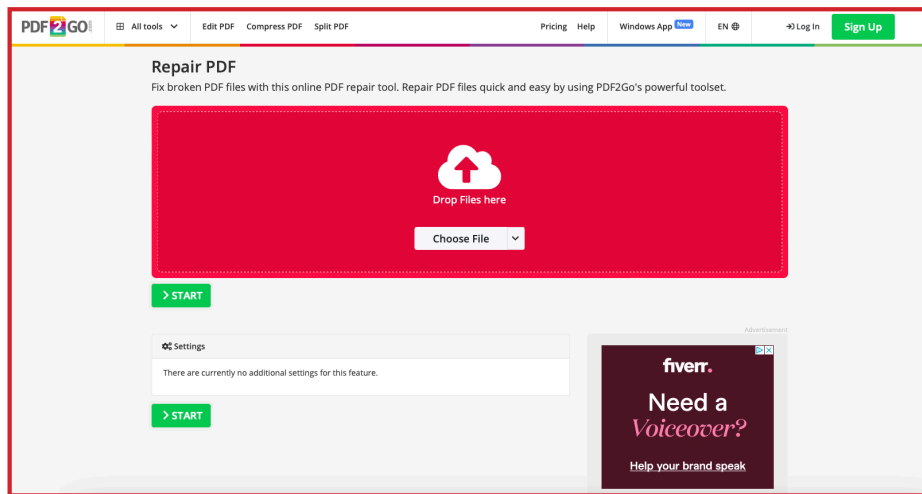 PDF2GO
All tools Edit PDF Compress PDF Split PDF Pricing Help Windows App New EN Log In Sign Up
Repair PDF
Fix broken PDF files with this online PDF repair tool. Repair PDF files quick and easy by using PDF2Go's powerful toolset.
Drop Files here
Choose File
START
Advertisement
Settings
There are currently no additional settings for this feature.
START
fiverr.
Need a
Voiceover?
Help your brand speak